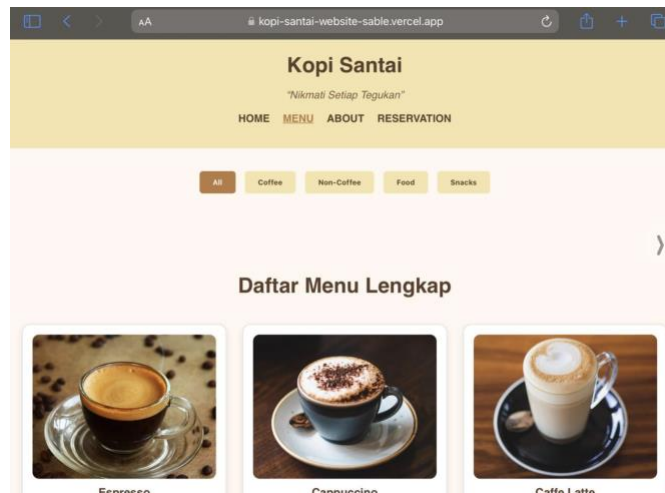 AA
kopi-santai-website-sable.vercel.app
Kopi Santai
"Nikmati Setiap Tegukan"
HOME MENU ABOUT RESERVATION
All Coffee Non-Coffee Food Snacks
Daftar Menu Lengkap
Espresso Cappuccino Caffe Latte